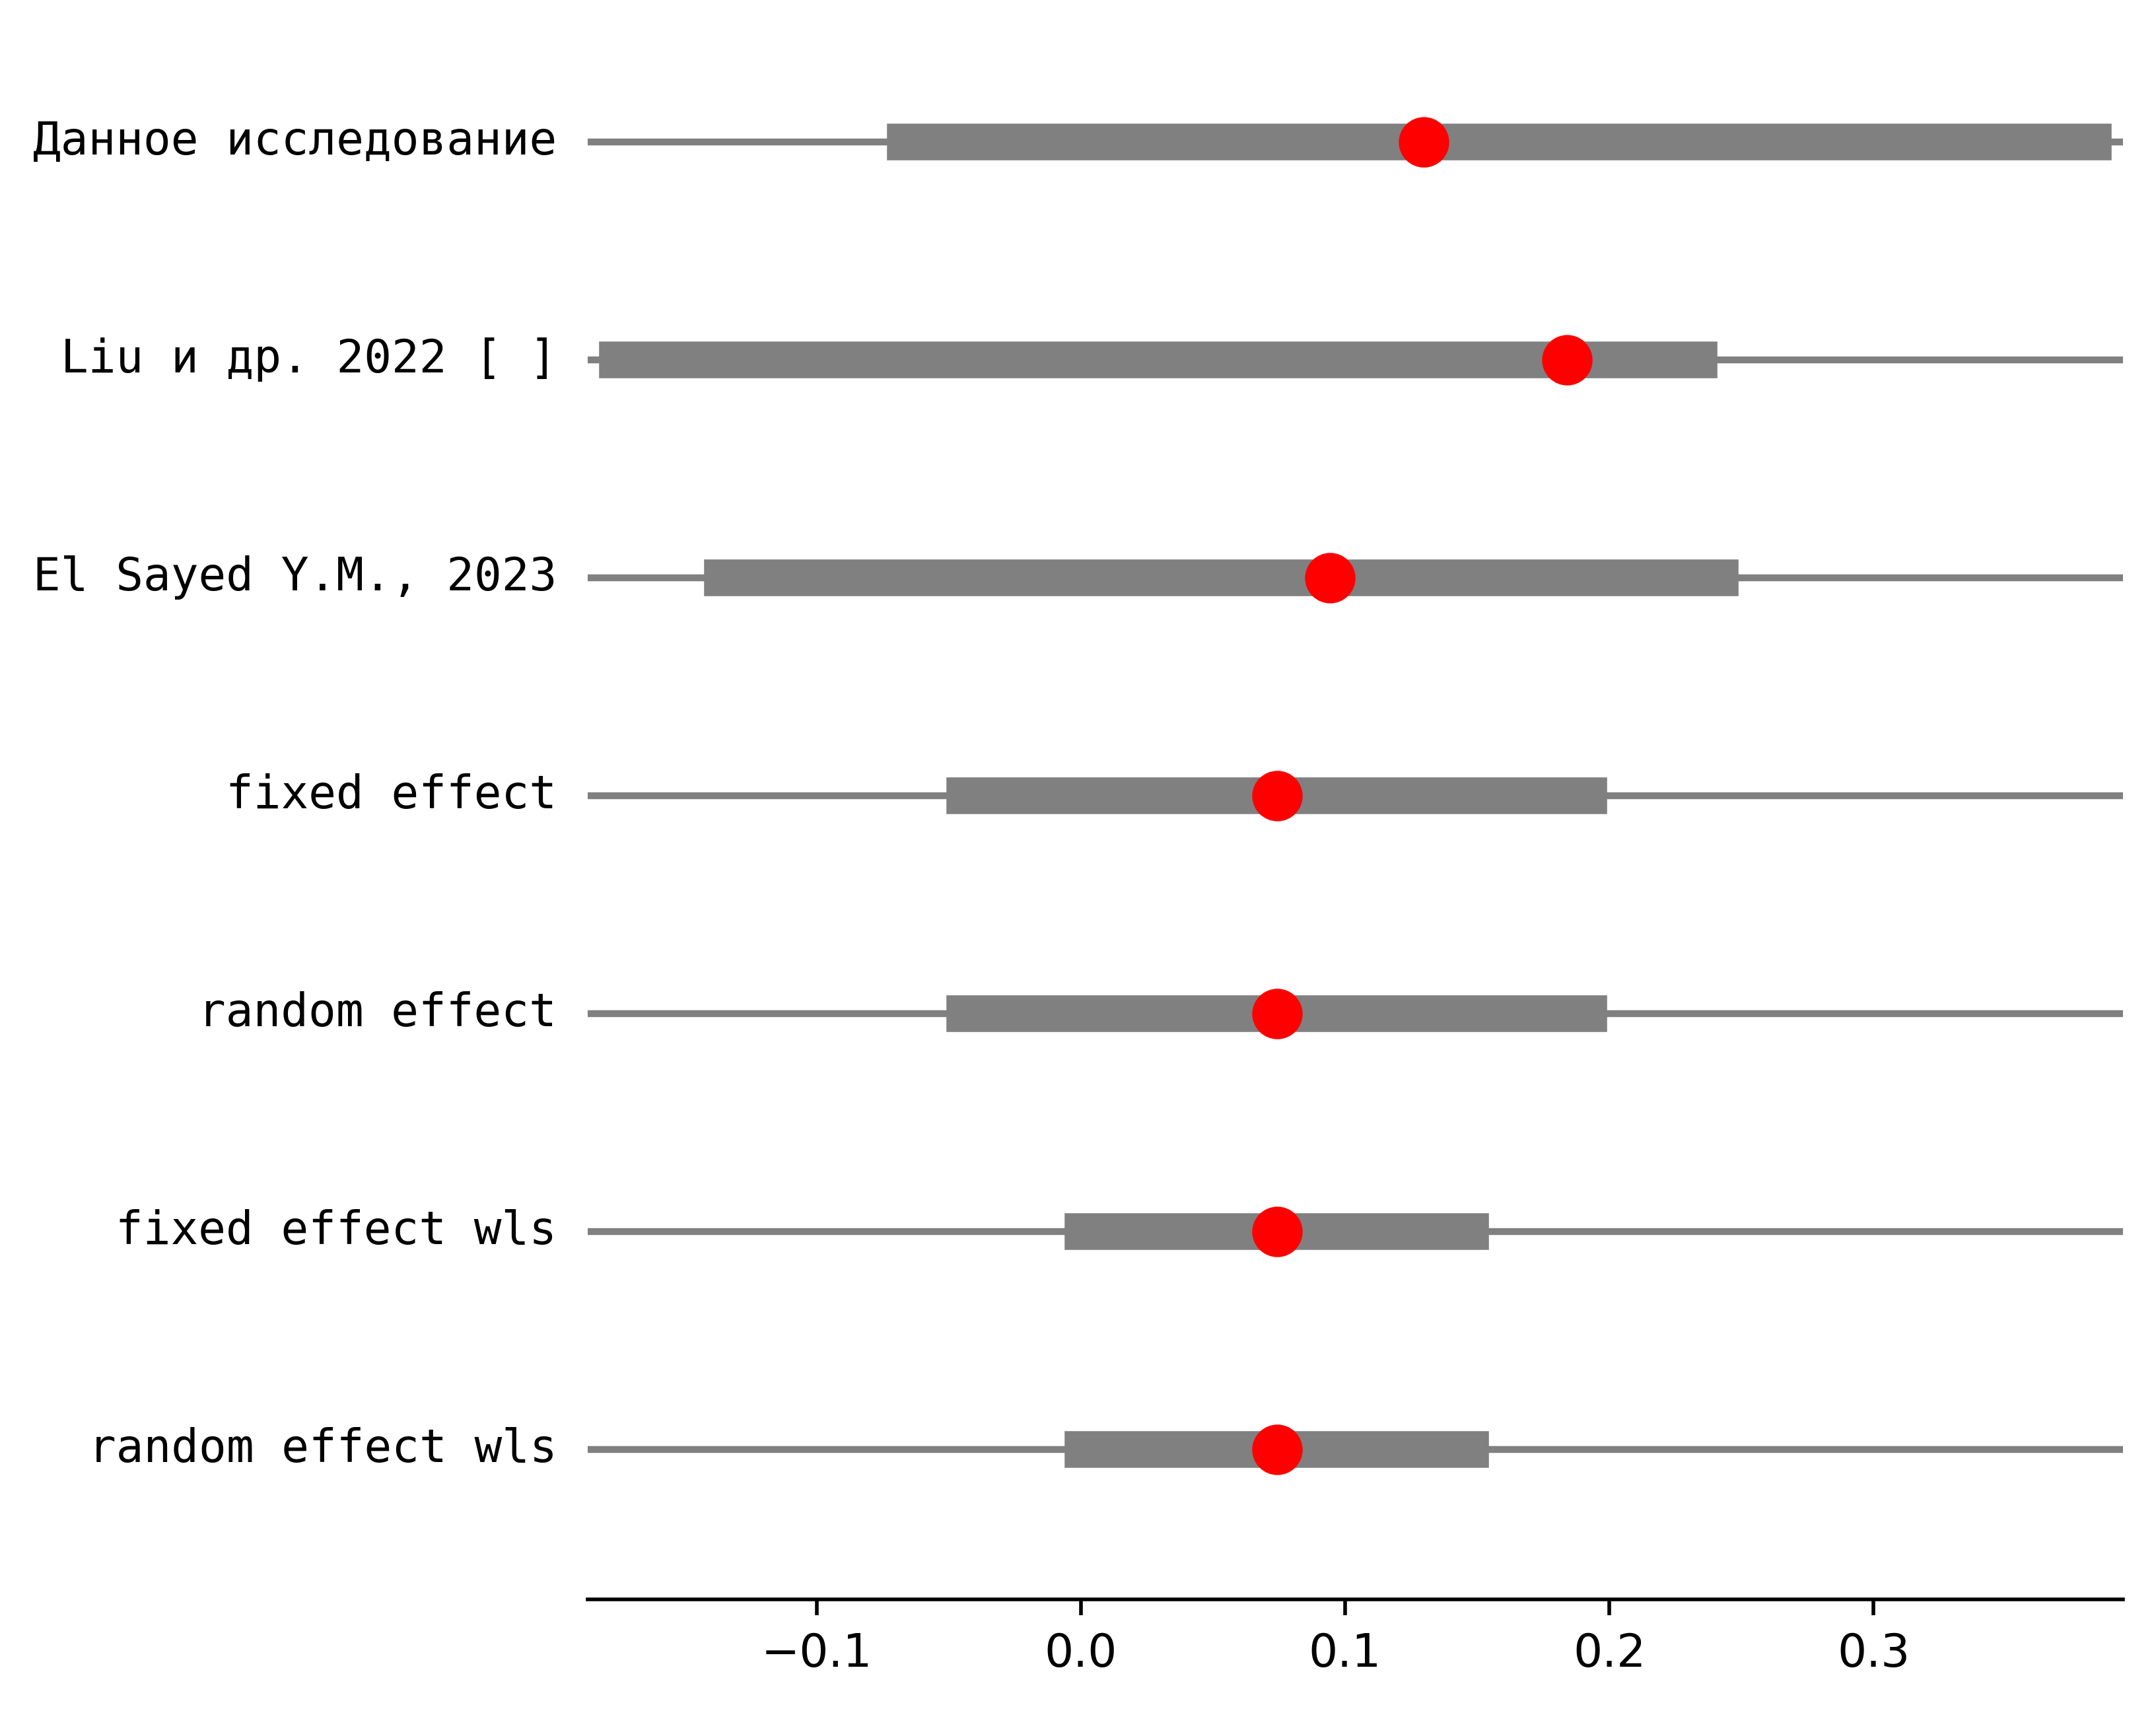 Данное исследование
Liu и др. 2022 [ ]
El Sayed Y.M., 2023
fixed effect
random effect
fixed effect wls
random effect wls
−0.1 0.0 0.1 0.2 0.3